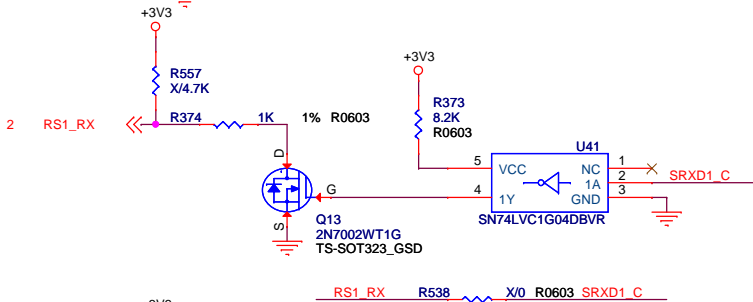 +3V3
R557
X/4.7K
+3V3
2 RS1_RX R374 1K 1% R0603
R373
8.2K
R0603
U41
D
5 VCC NC 1
1A 2 SRXD1_C
G 4 1Y GND 3
S
Q13
2N7002WT1G
TS-SOT323_GSD
SN74LVC1G04DBVR
RS1_RX R538 X/0 R0603 SRXD1_C